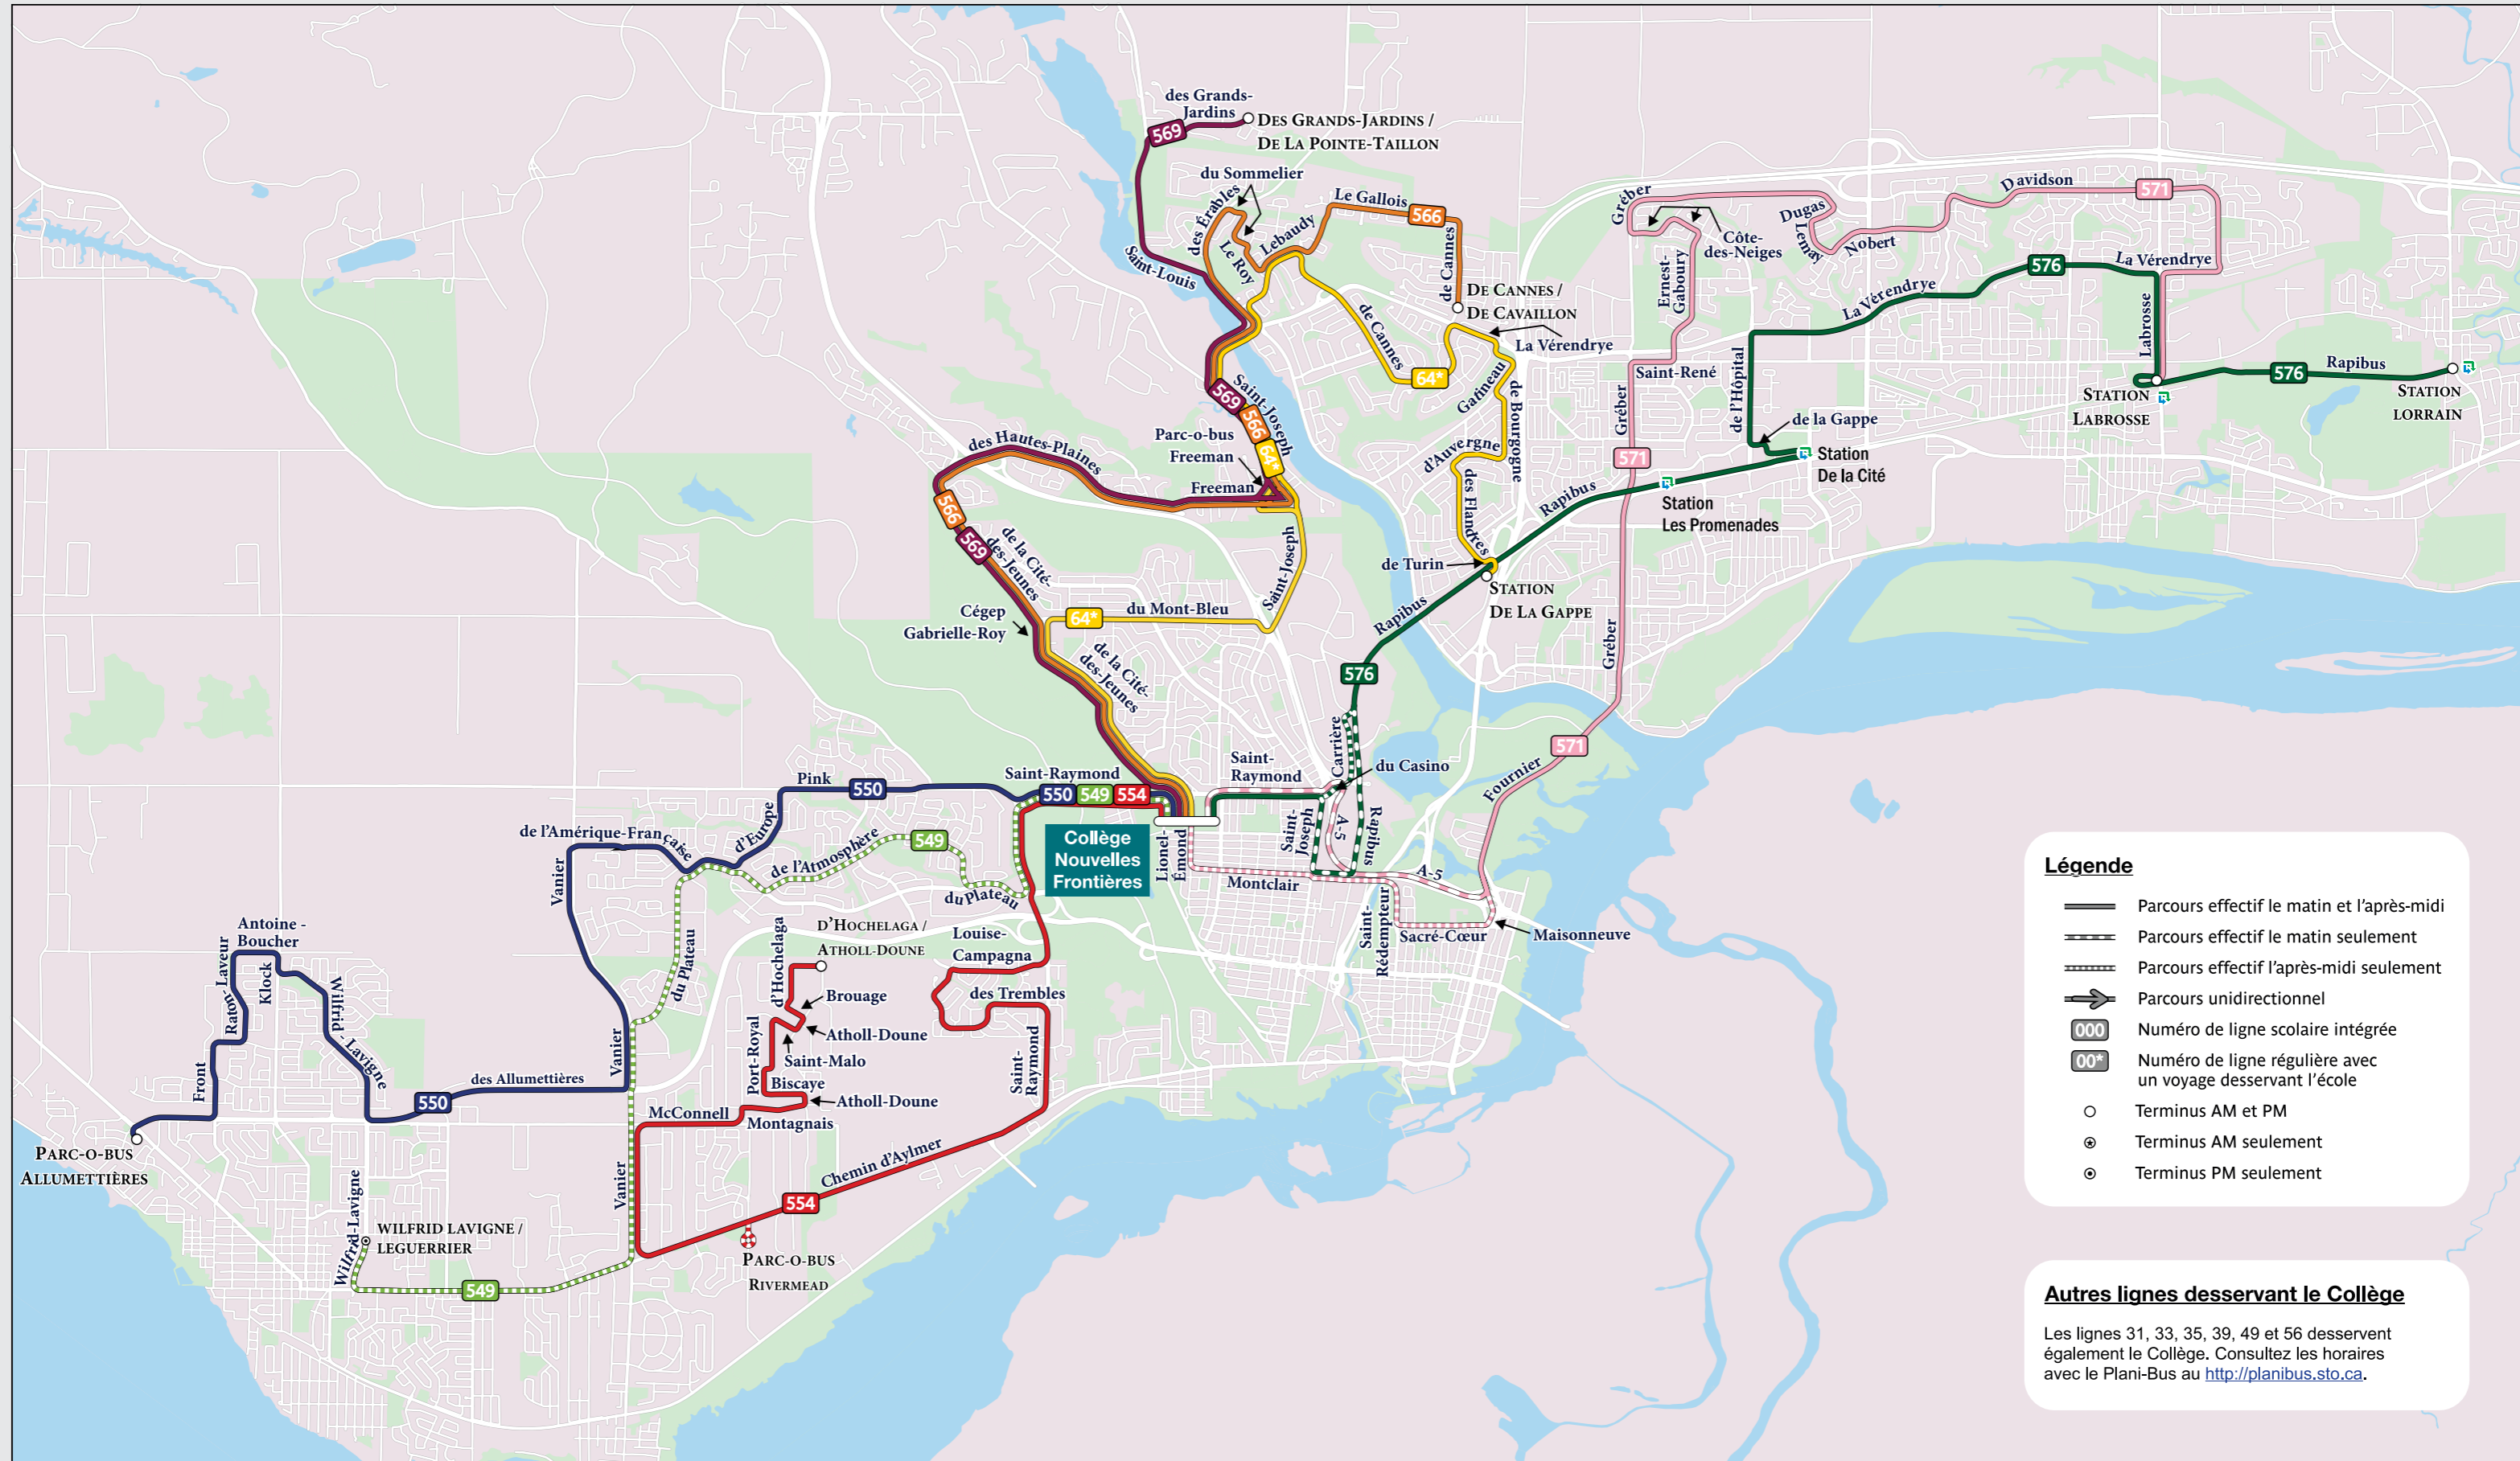 des Grands-
Jardins
569
DES GRANDS-JARDINS /
DE LA POINTE-TAILLON
du Sommelier
des Érables
Le Roy
Lebaudy
Le Gallois
566
de Cannes
DE CANNES /
DE CAVAILLON
Saint-Louis
La Vérendrye
de Cannes
64*
Gatineau
de Bourgogne
d'Auvergne
des Flandres
de Turin
STATION
DE LA GAPPE
Gréber
Côte-
des-Neiges
Ernest-
Gaboury
Dugas
Lemay
Nobert
Davidson
571
La Vérendrye
576
La Vérendrye
Labrosse
Saint-René
Gréber
de l'Hôpital
de la Gappe
Station
De la Cité
571
Rapibus
Station
Les Promenades
STATION
LABROSSE
576
Rapibus
STATION
LORRAIN
569
566
64*
Saint-Joseph
Parc-o-bus
Freeman
Freeman
des Hautes-Plaines
566
569
de la Cité-
des-Jeunes
Saint-Joseph
Cégep
Gabrielle-Roy
64*
du Mont-Bleu
de la Cité-
des-Jeunes
Rapibus
576
Gréber
571
Fournier
Carrière
du Casino
Saint-
Raymond
Saint-
Joseph
A-5
Rapibus
Saint-Raymond
550
549
554
Collège
Nouvelles
Frontières
Lionel-
Émond
Montclair
A-5
Saint-
Rédempteur
Sacré-Cœur
Maisonneuve
Pink
550
de l'Amérique-Française
d'Europe
de l'Atmosphère
549
du Plateau
Vanier
du Plateau
D'HOCHELAGA /
ATHOLL-DOUNE
d'Hochelaga
Louise-
Campagna
Brouage
Atholl-Doune
Saint-Malo
Port-Royal
Biscaye
Atholl-Doune
McConnell
Montagnais
des Trembles
Saint-
Raymond
Chemin d'Aylmer
554
PARC-O-BUS
RIVERMEAD
Antoine -
Boucher
Raton-Laveur
Klock
Wilfrid - Lavigne
Front
550
des Allumettières
Vanier
Vanier
PARC-O-BUS
ALLUMETTIÈRES
Wilfrid-Lavigne
WILFRID LAVIGNE /
LEGUERRIER
549
Légende
Parcours effectif le matin et l'après-midi
Parcours effectif le matin seulement
Parcours effectif l'après-midi seulement
Parcours unidirectionnel
000 Numéro de ligne scolaire intégrée
00* Numéro de ligne régulière avec
un voyage desservant l'école
Terminus AM et PM
Terminus AM seulement
Terminus PM seulement
Autres lignes desservant le Collège
Les lignes 31, 33, 35, 39, 49 et 56 desservent
également le Collège. Consultez les horaires
avec le Plani-Bus au http://planibus.sto.ca.